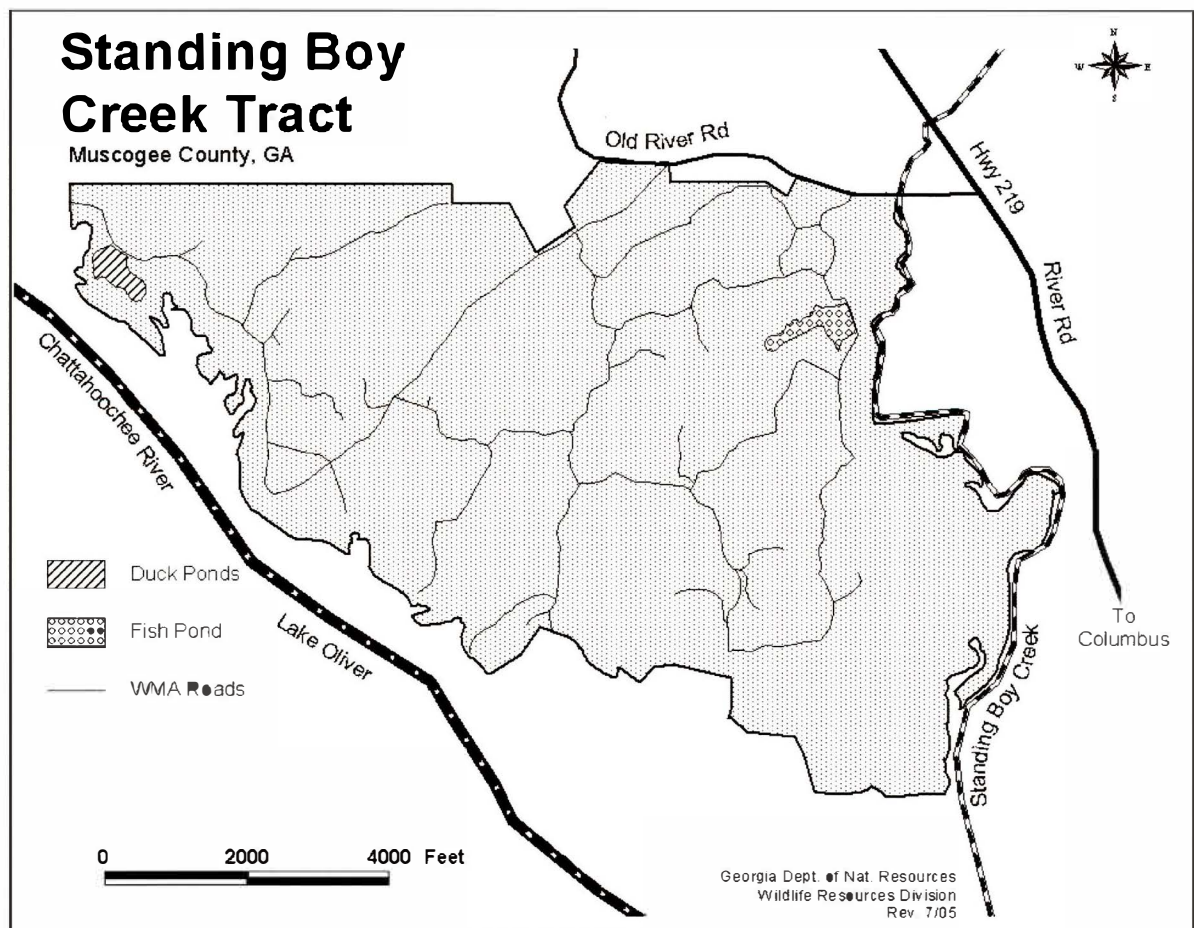 Standing Boy
Creek Tract
Muscogee County, GA
N
W E
S
Old River Rd
Hwy 219
River Rd
Chattahoochee River
Duck Ponds
Fish Pond
WMA Roads
Lake Oliver
To
Columbus
Standing Boy Creek
0 2000 4000 Feet
Georgia Dept. of Nat. Resources
Wildlife Resources Division
Rev 7/05